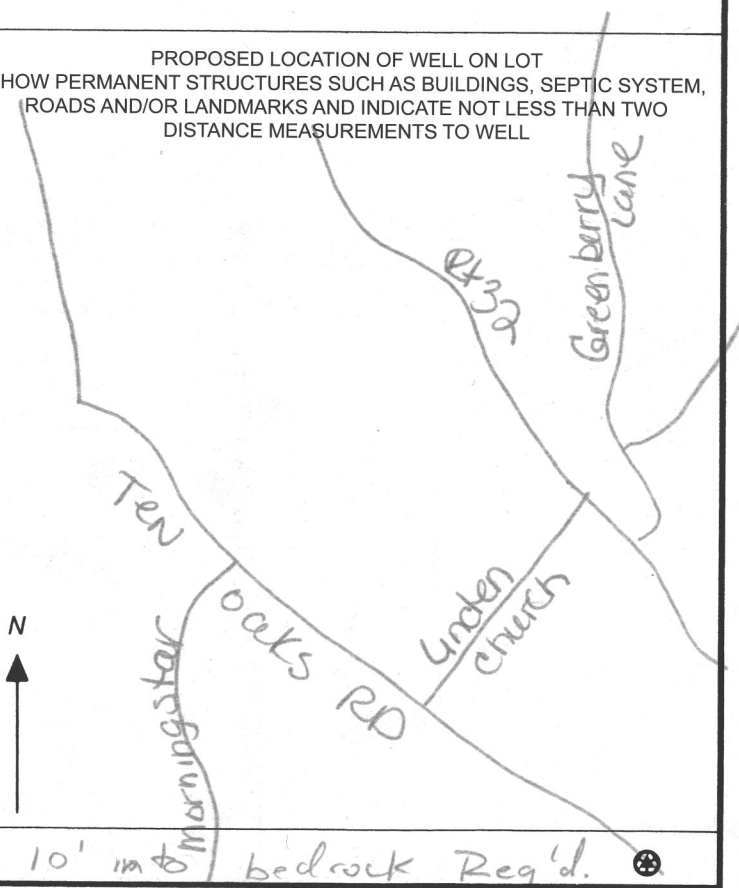 PROPOSED LOCATION OF WELL ON LOT
HOW PERMANENT STRUCTURES SUCH AS BUILDINGS, SEPTIC SYSTEM,
ROADS AND/OR LANDMARKS AND INDICATE NOT LESS THAN TWO
DISTANCE MEASUREMENTS TO WELL
Greenberry
Lane
Rt 32
Ten
oaks RD
Linden
Church
N
morningstar
10' into bedrock Req'd.